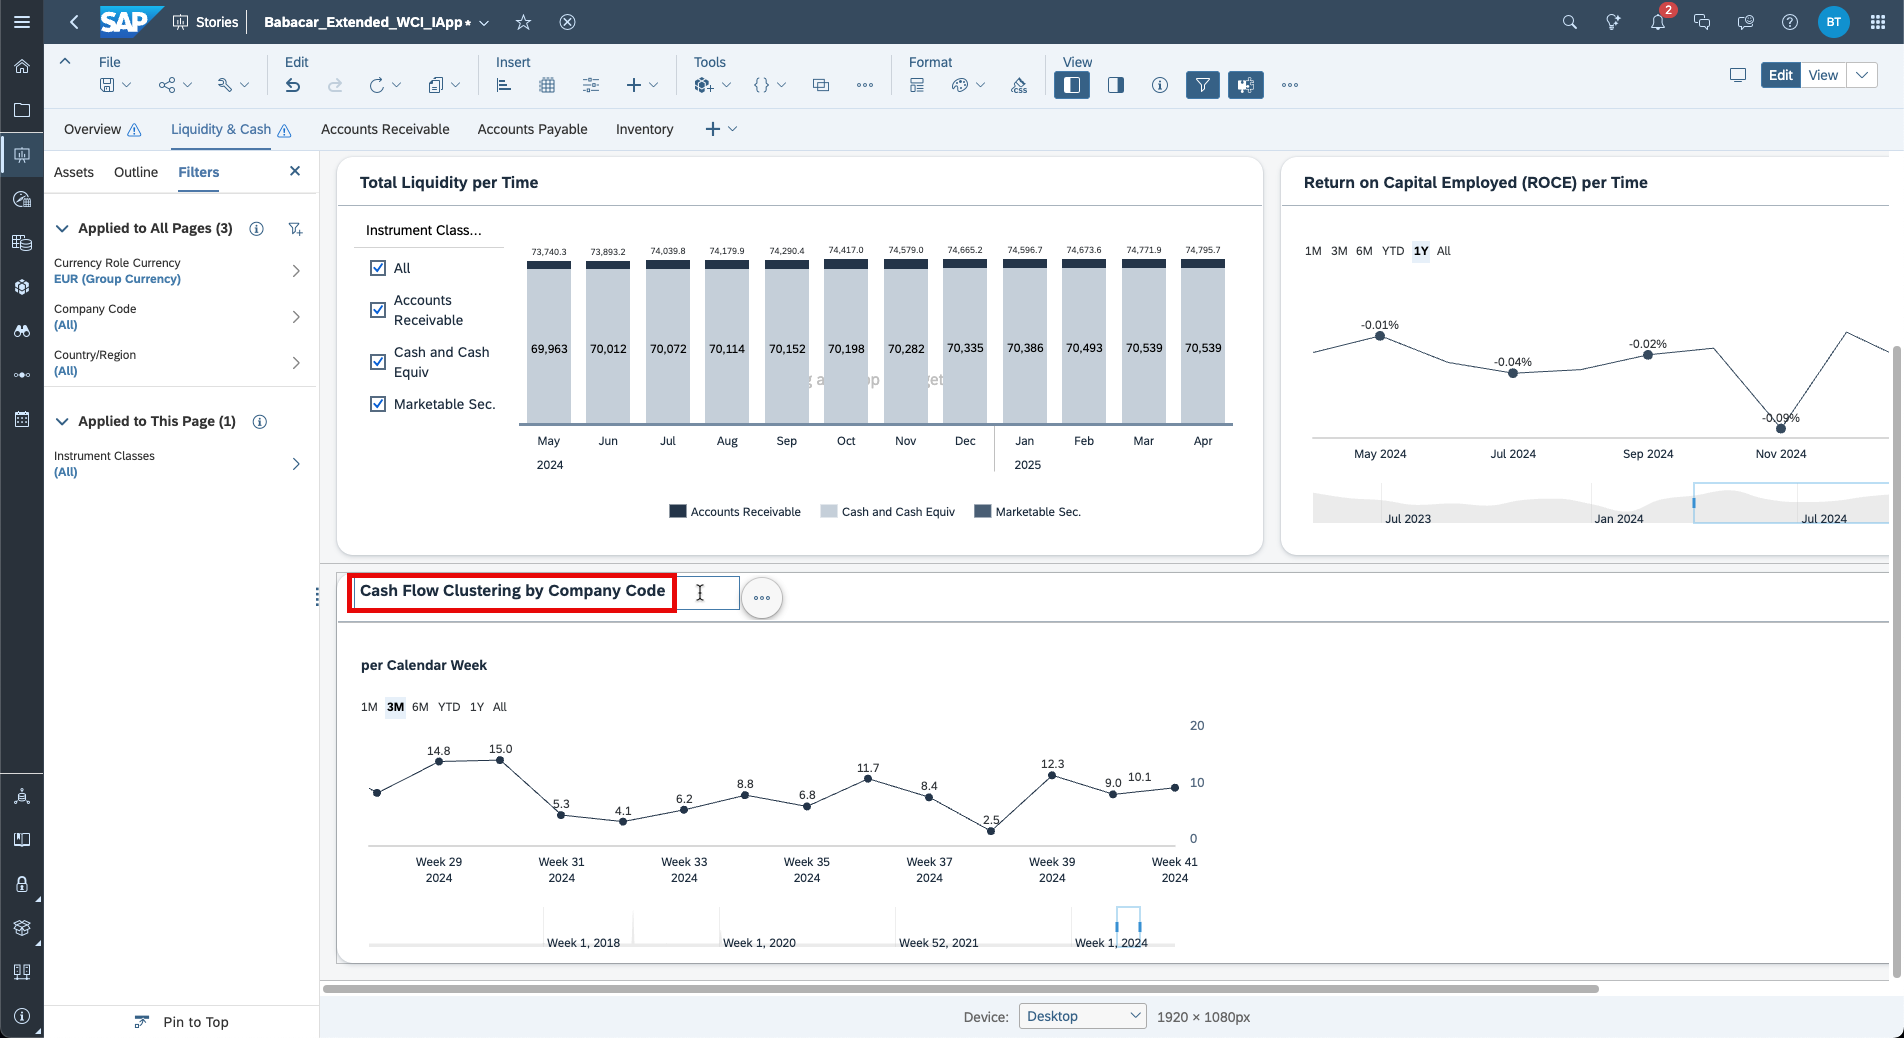 SAP Stories Babacar_Extended_WCI_IApp* 2 BT
File Edit Insert Tools Format View
CSS
Edit View
Overview Liquidity & Cash Accounts Receivable Accounts Payable Inventory
Assets Outline Filters
Applied to All Pages (3)
Currency Role Currency
EUR (Group Currency)
Company Code
(All)
Country/Region
(All)
Applied to This Page (1)
Instrument Classes
(All)
Pin to Top
Total Liquidity per Time
Instrument Class...
All
Accounts
Receivable
Cash and Cash
Equiv
Marketable Sec.
73,740.3 73,893.2 74,039.8 74,179.9 74,290.4 74,417.0 74,579.0 74,665.2 74,596.7 74,673.6 74,771.9 74,795.7
69,963 70,012 70,072 70,114 70,152 70,198 70,282 70,335 70,386 70,493 70,539 70,539
May Jun Jul Aug Sep Oct Nov Dec Jan Feb Mar Apr
2024 2025
Accounts Receivable Cash and Cash Equiv Marketable Sec.
Return on Capital Employed (ROCE) per Time
1M 3M 6M YTD 1Y All
-0.01%
-0.04%
-0.02%
-0.09%
May 2024 Jul 2024 Sep 2024 Nov 2024
Jul 2023 Jan 2024 Jul 2024
Cash Flow Clustering by Company Code
per Calendar Week
1M 3M 6M YTD 1Y All
14.8 15.0 5.3 4.1 6.2 8.8 6.8 11.7 8.4 2.5 12.3 9.0 10.1
20
10
0
Week 29 Week 31 Week 33 Week 35 Week 37 Week 39 Week 41
2024 2024 2024 2024 2024 2024 2024
Week 1, 2018 Week 1, 2020 Week 52, 2021 Week 1, 2024
Device: Desktop 1920 × 1080px